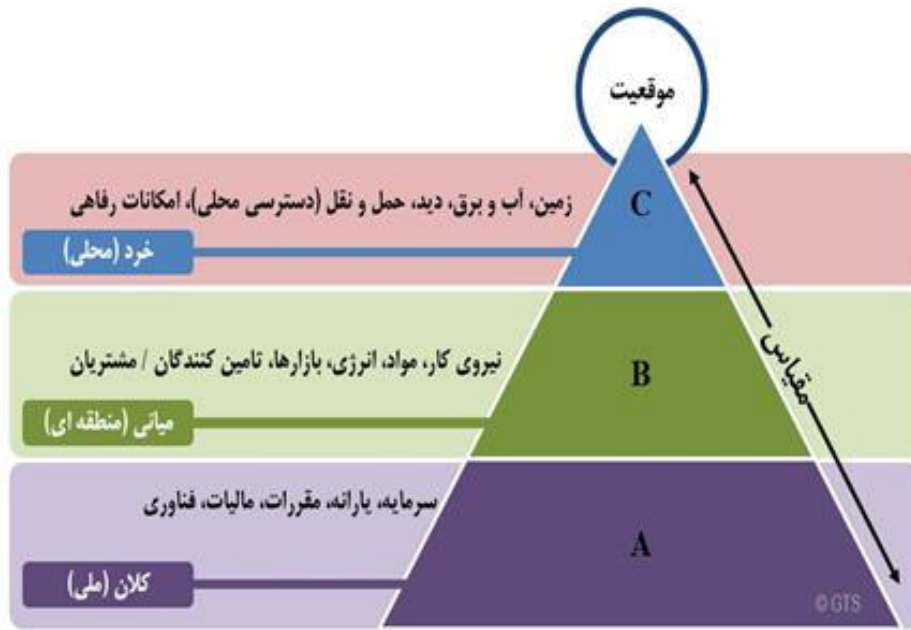 موقعیت
زمین، آب و برق، دید، حمل و نقل (دسترسی محلی)، امکانات رفاهی
C
خرد (محلی)
نیروی کار، مواد، انرژی، بازارها، تامین کنندگان / مشتریان
B
میانی (منطقه ای)
مقیاس
سرمایه، یارانه، مقررات، مالیات، فناوری
A
کلان (ملی)
© GTS